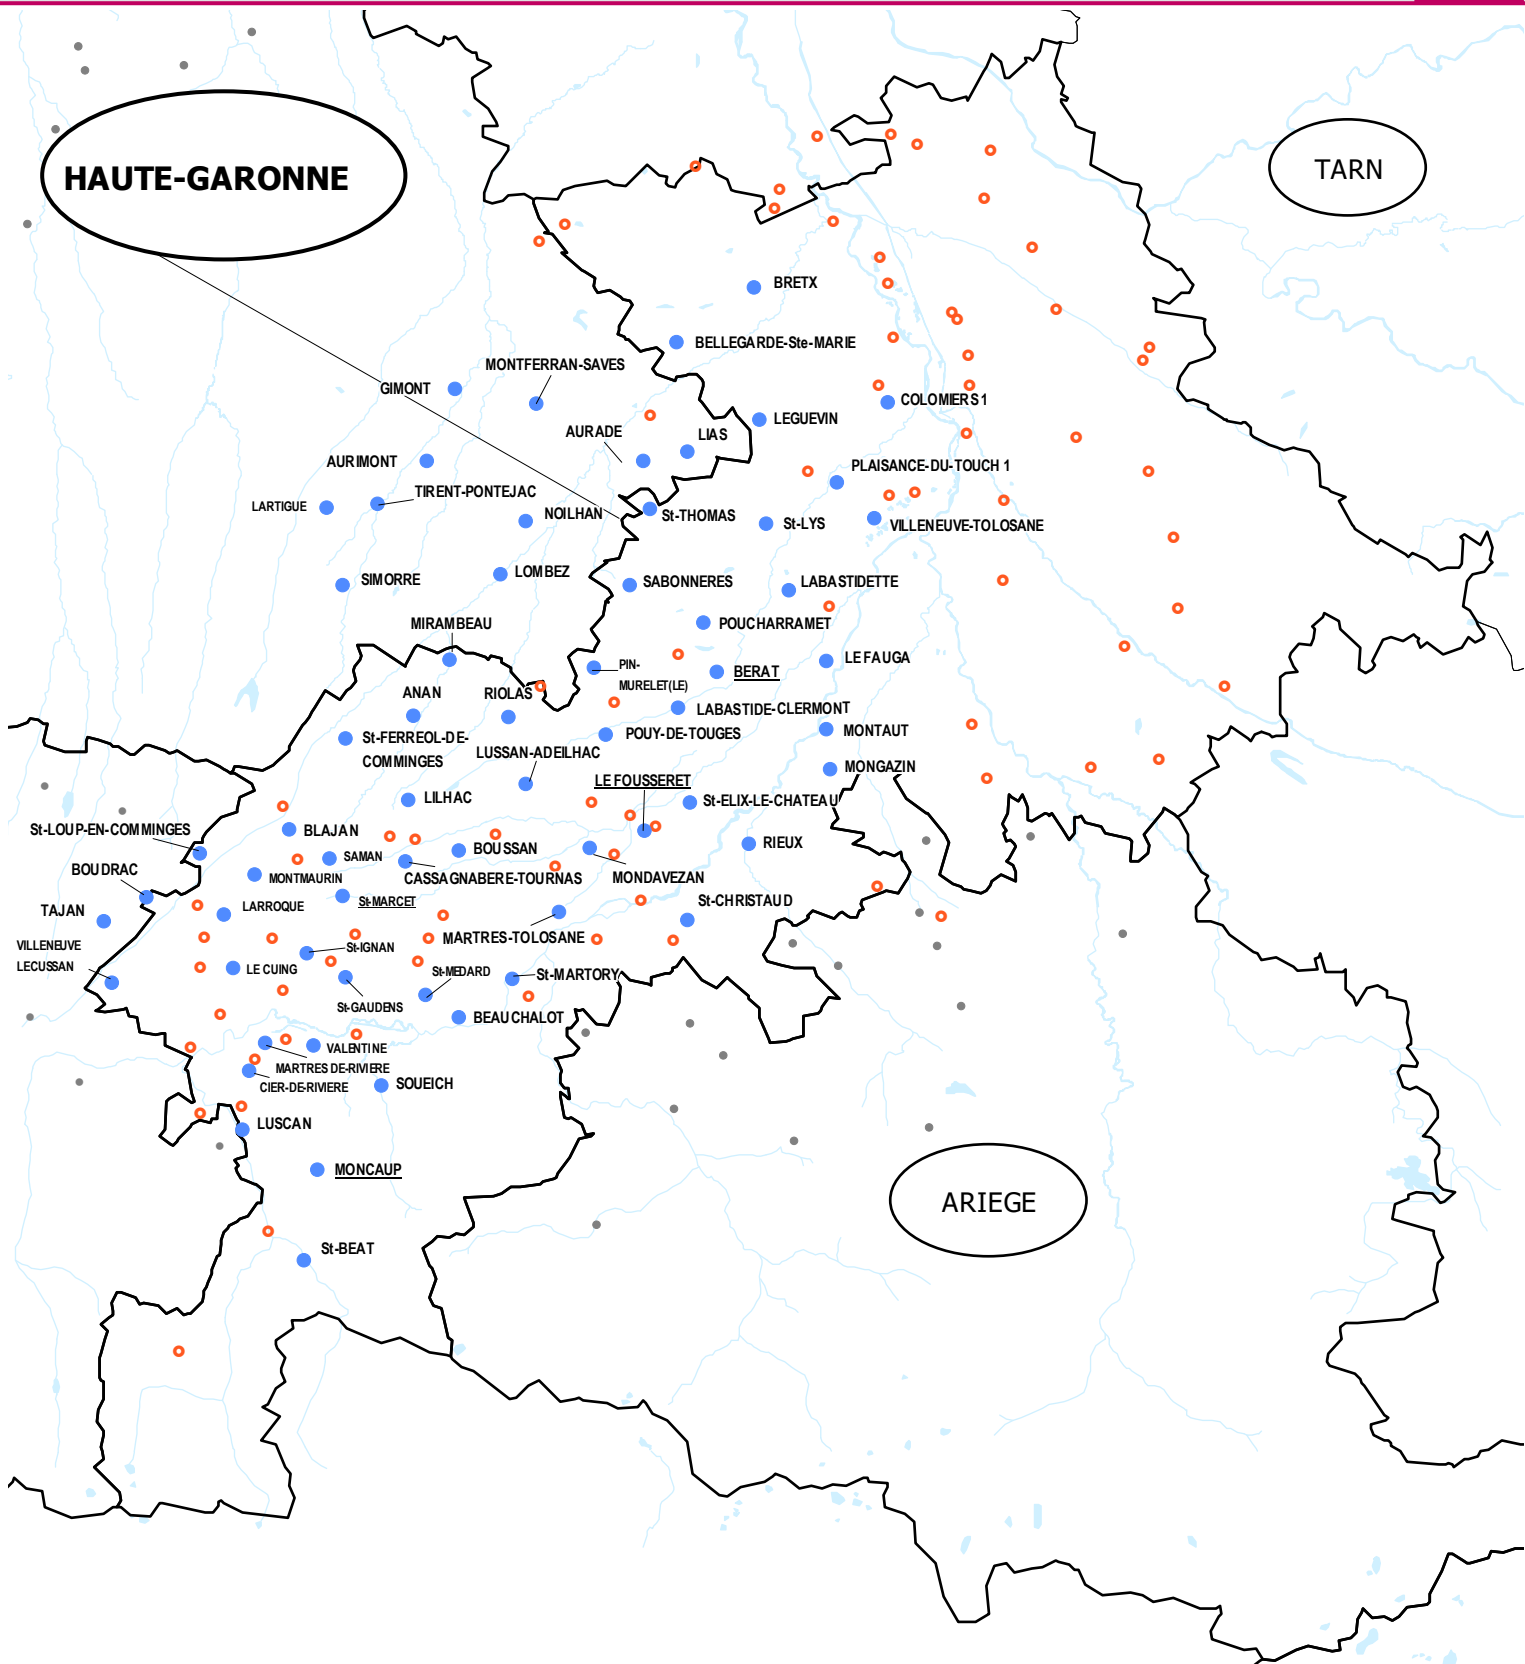 HAUTE-GARONNE
TARN
BRETX
BELLEGARDE-Ste-MARIE
MONTFERRAN-SAVES
GIMONT
COLOMIERS 1
LEGUEVIN
AURADE
LIAS
AURIMONT
PLAISANCE-DU-TOUCH 1
TIRENT-PONTEJAC
LARTIGUE
NOILHAN
St-THOMAS
St-LYS
VILLENEUVE-TOLOSANE
LOMBEZ
SIMORRE
SABONNERES
LABASTIDETTE
MIRAMBEAU
POUCHARRAMET
LE FAUGA
PIN-
MURELET(LE)
BERAT
ANAN
RIOLAS
LABASTIDE-CLERMONT
St-FERREOL-DE-
COMMINGES
POUY-DE-TOUGES
MONTAUT
LUSSAN-ADEILHAC
MONGAZIN
LE FOUSSERET
LILHAC
St-ELIX-LE-CHATEAU
St-LOUP-EN-COMMINGES
BLAJAN
BOUSSAN
RIEUX
SAMAN
BOUDRAC
MONTMAURIN
CASSAGNABERE-TOURNAS
MONDAVEZAN
St-MARCET
St-CHRISTAUD
TAJAN
LARROQUE
MARTRES-TOLOSANE
VILLENEUVE
LECUSSAN
St-IGNAN
LE CUING
St-MEDARD
St-MARTORY
St-GAUDENS
BEAUCHALOT
VALENTINE
MARTRES DE-RIVIERE
CIER-DE-RIVIERE
SOUEICH
LUSCAN
MONCAUP
ARIEGE
St-BEAT